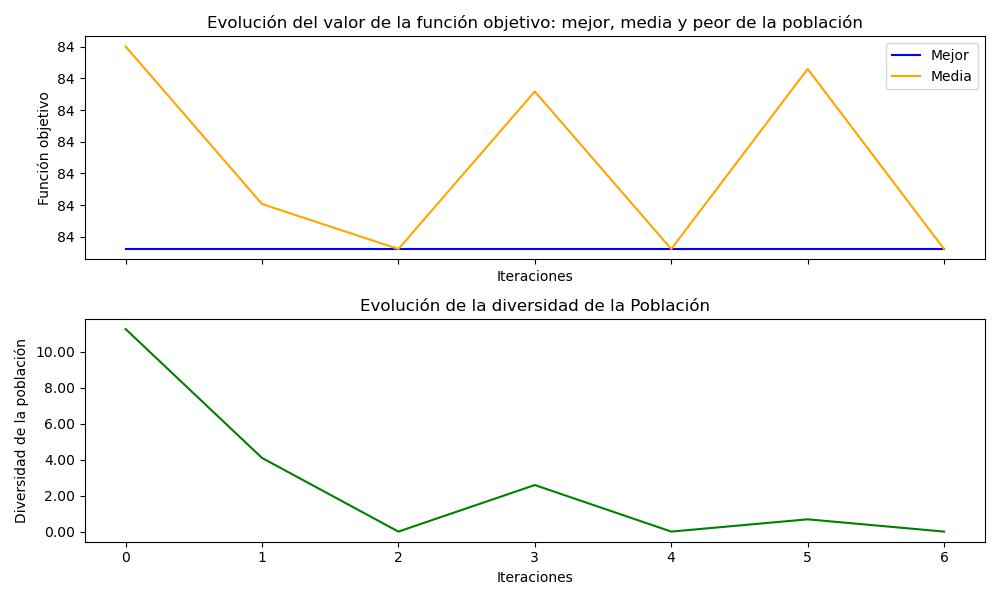 Evolución del valor de la función objetivo: mejor, media y peor de la población
84
84
84
84
84
84
84
Función objetivo
Mejor
Media
Iteraciones
Evolución de la diversidad de la Población
10.00
8.00
6.00
4.00
2.00
0.00
Diversidad de la población
0 1 2 3 4 5 6
Iteraciones